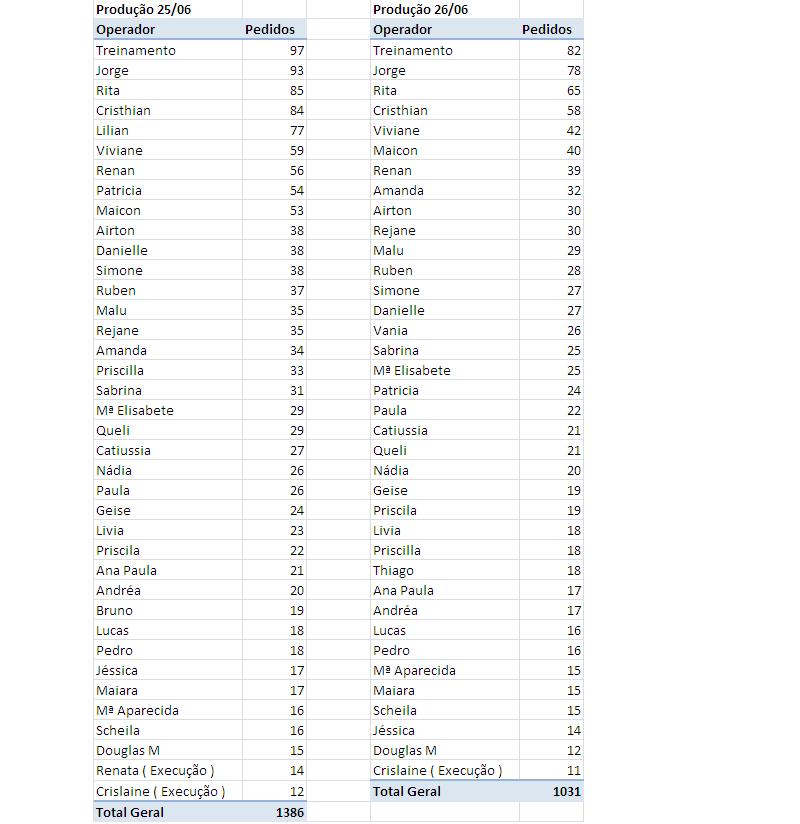 Produção 25/06 Produção 26/06
Operador Pedidos Operador Pedidos
Treinamento 97 Treinamento 82
Jorge 93 Jorge 78
Rita 85 Rita 65
Cristhian 84 Cristhian 58
Lilian 77 Viviane 42
Viviane 59 Maicon 40
Renan 56 Renan 39
Patricia 54 Amanda 32
Maicon 53 Airton 30
Airton 38 Rejane 30
Danielle 38 Malu 29
Simone 38 Ruben 28
Ruben 37 Simone 27
Malu 35 Danielle 27
Rejane 35 Vania 26
Amanda 34 Sabrina 25
Priscilla 33 Mª Elisabete 25
Sabrina 31 Patricia 24
Mª Elisabete 29 Paula 22
Queli 29 Catiussia 21
Catiussia 27 Queli 21
Nádia 26 Nádia 20
Paula 26 Geise 19
Geise 24 Priscila 19
Livia 23 Livia 18
Priscila 22 Priscilla 18
Ana Paula 21 Thiago 18
Andréa 20 Ana Paula 17
Bruno 19 Andréa 17
Lucas 18 Lucas 16
Pedro 18 Pedro 16
Jéssica 17 Mª Aparecida 15
Maiara 17 Maiara 15
Mª Aparecida 16 Scheila 15
Scheila 16 Jéssica 14
Douglas M 15 Douglas M 12
Renata ( Execução ) 14 Crislaine ( Execução ) 11
Crislaine ( Execução ) 12 Total Geral 1031
Total Geral 1386